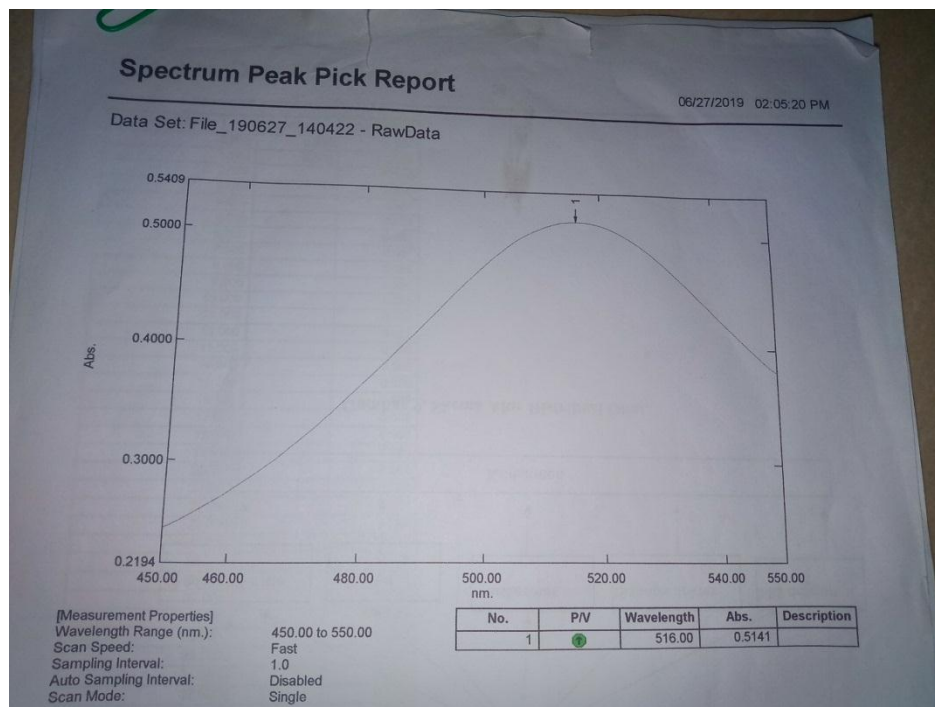 Spectrum Peak Pick Report
06/27/2019 02:05:20 PM
Data Set: File_190627_140422 - RawData
0.5409
0.5000
0.4000
0.3000
0.2194
Abs.
1
450.00 460.00 480.00 500.00 520.00 540.00 550.00
nm.
[Measurement Properties]
Wavelength Range (nm.): 450.00 to 550.00
Scan Speed: Fast
Sampling Interval: 1.0
Auto Sampling Interval: Disabled
Scan Mode: Single
No. P/V Wavelength Abs. Description
1 516.00 0.5141